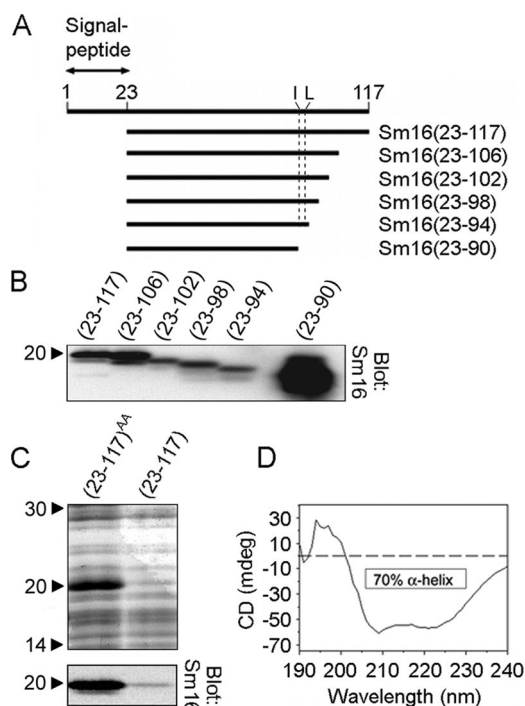 A
Signal-
peptide
1 23 I L 117
Sm16(23-117)
Sm16(23-106)
Sm16(23-102)
Sm16(23-98)
Sm16(23-94)
Sm16(23-90)
B
(23-117) (23-106) (23-102) (23-98) (23-94) (23-90)
20
Blot:
Sm16
C
(23-117)AA (23-117)
30
20
14
20
Blot:
Sm16
D
CD (mdeg)
30
10
-10
-30
-50
-70
70% α-helix
190 200 210 220 230 240
Wavelength (nm)